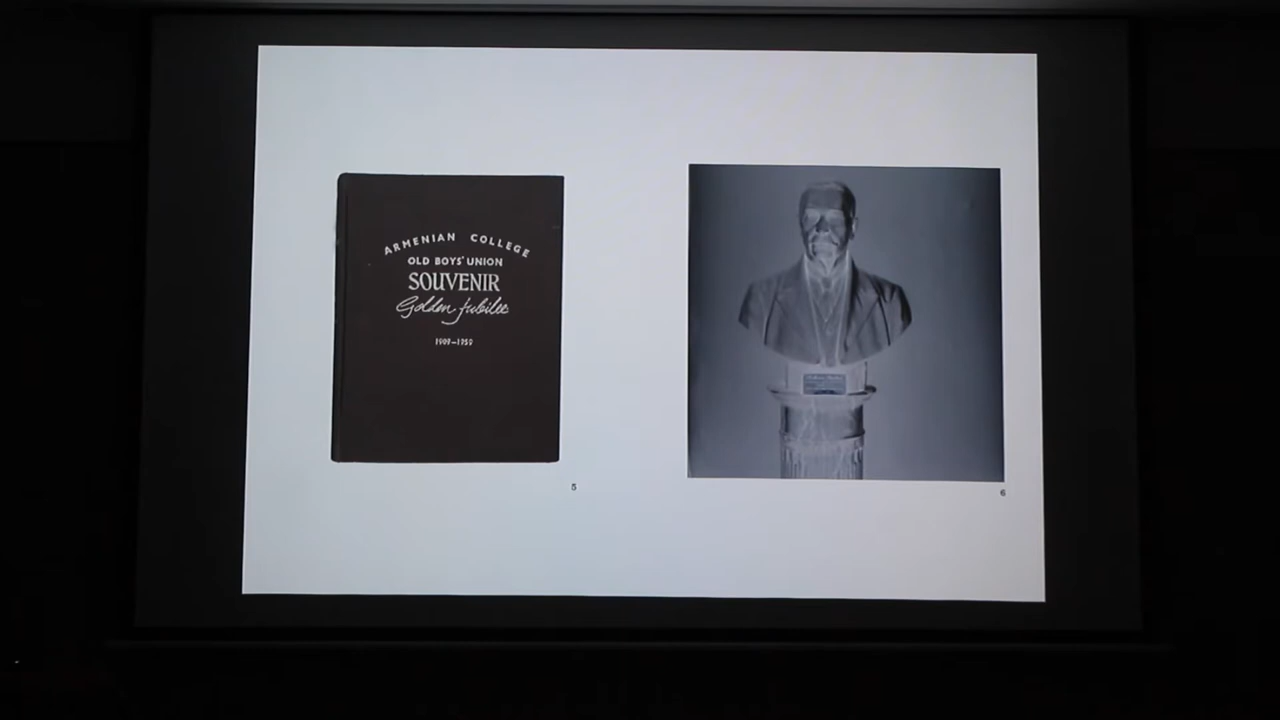 ARMENIAN COLLEGE
OLD BOYS' UNION
SOUVENIR
Golden Jubilee
1909–1959
5
6